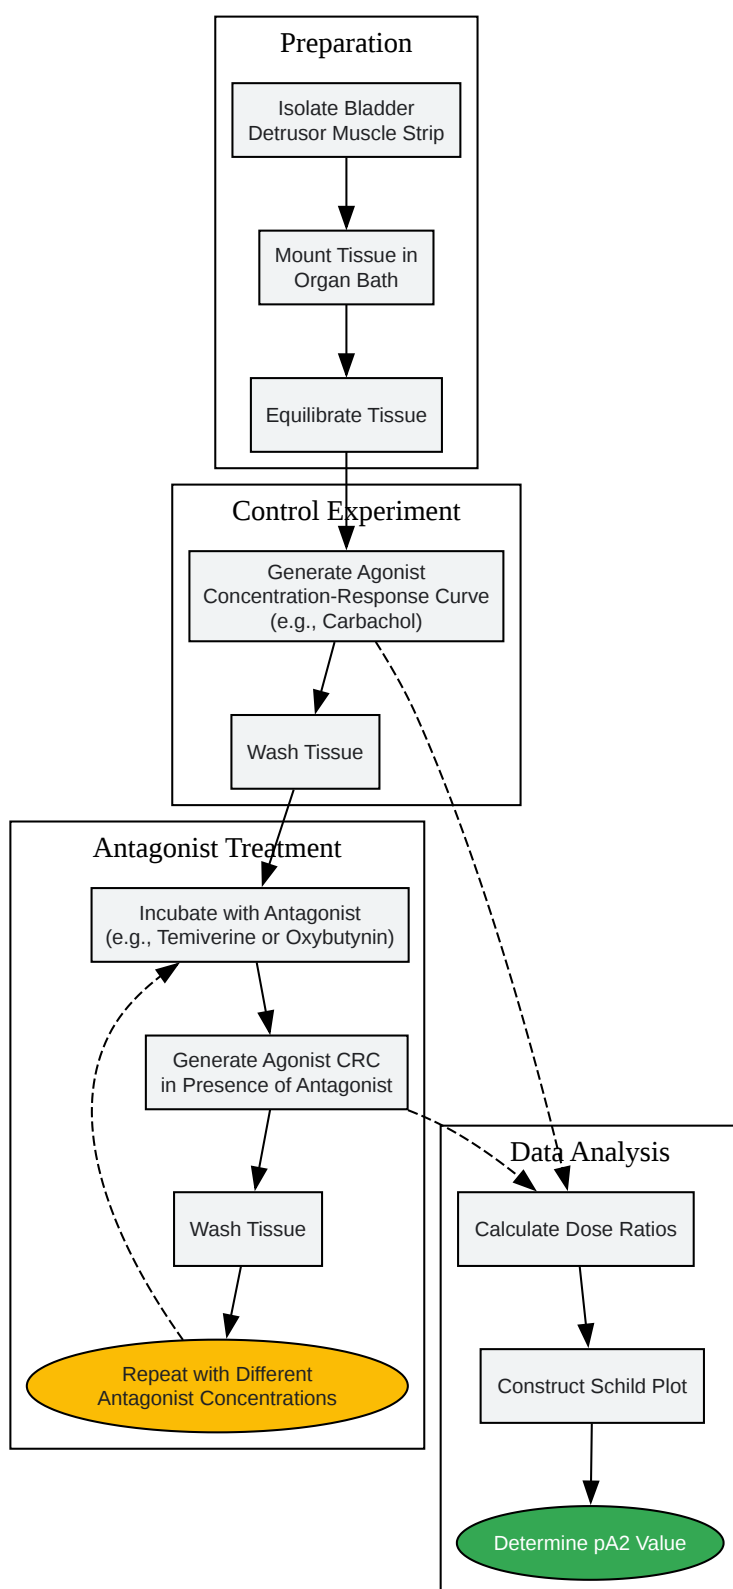 Preparation
Isolate Bladder
Detrusor Muscle Strip
Mount Tissue in
Organ Bath
Equilibrate Tissue
Control Experiment
Generate Agonist
Concentration-Response Curve
(e.g., Carbachol)
Wash Tissue
Antagonist Treatment
Incubate with Antagonist
(e.g., Temiverine or Oxybutynin)
Generate Agonist CRC
in Presence of Antagonist
Wash Tissue
Repeat with Different
Antagonist Concentrations
Data Analysis
Calculate Dose Ratios
Construct Schild Plot
Determine pA2 Value